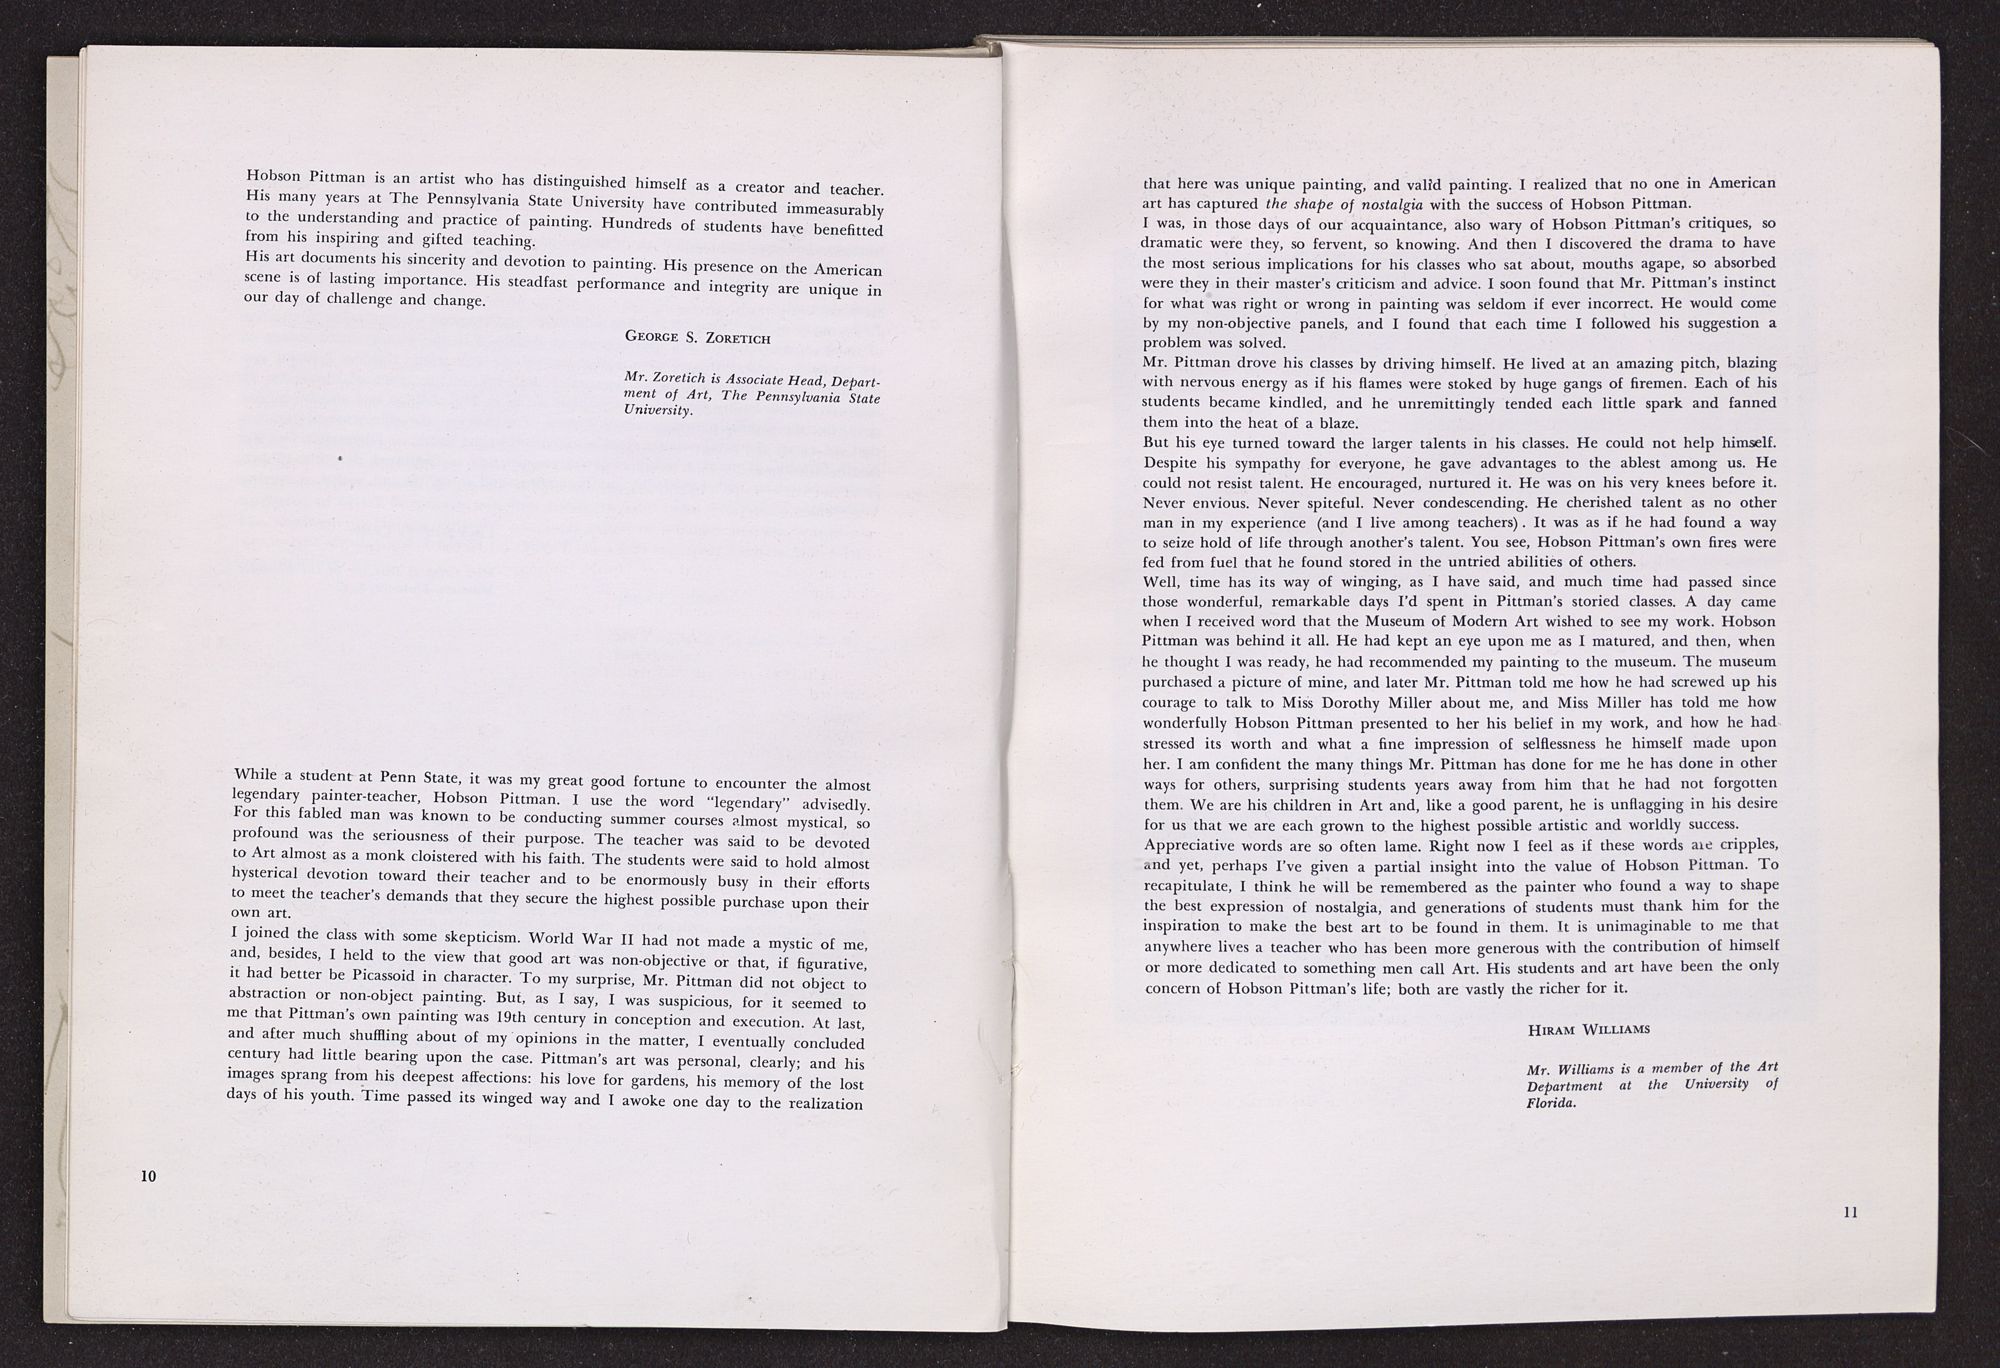 Hobson Pittman is an artist who has distinguished himself as a creator and teacher.
His many years at The Pennsylvania State University have contributed immeasurably
to the understanding and practice of painting. Hundreds of students have benefitted
from his inspiring and gifted teaching.
His art documents his sincerity and devotion to painting. His presence on the American
scene is of lasting importance. His steadfast performance and integrity are unique in
our day of challenge and change.
GEORGE S. ZORETICH
Mr. Zoretich is Associate Head, Depart-
ment of Art, The Pennsylvania State
University.
While a student at Penn State, it was my great good fortune to encounter the almost
legendary painter-teacher, Hobson Pittman. I use the word "legendary" advisedly.
For this fabled man was known to be conducting summer courses almost mystical, so
profound was the seriousness of their purpose. The teacher was said to be devoted
to Art almost as a monk cloistered with his faith. The students were said to hold almost
hysterical devotion toward their teacher and to be enormously busy in their efforts
to meet the teacher's demands that they secure the highest possible purchase upon their
own art.
I joined the class with some skepticism. World War II had not made a mystic of me,
and, besides, I held to the view that good art was non-objective or that, if figurative,
it had better be Picassoid in character. To my surprise, Mr. Pittman did not object to
abstraction or non-object painting. But, as I say, I was suspicious, for it seemed to
me that Pittman's own painting was 19th century in conception and execution. At last,
and after much shuffling about of my opinions in the matter, I eventually concluded
century had little bearing upon the case. Pittman's art was personal, clearly; and his
images sprang from his deepest affections: his love for gardens, his memory of the lost
days of his youth. Time passed its winged way and I awoke one day to the realization
10
that here was unique painting, and valid painting. I realized that no one in American
art has captured the shape of nostalgia with the success of Hobson Pittman.
I was, in those days of our acquaintance, also wary of Hobson Pittman's critiques, so
dramatic were they, so fervent, so knowing. And then I discovered the drama to have
the most serious implications for his classes who sat about, mouths agape, so absorbed
were they in their master's criticism and advice. I soon found that Mr. Pittman's instinct
for what was right or wrong in painting was seldom if ever incorrect. He would come
by my non-objective panels, and I found that each time I followed his suggestion a
problem was solved.
Mr. Pittman drove his classes by driving himself. He lived at an amazing pitch, blazing
with nervous energy as if his flames were stoked by huge gangs of firemen. Each of his
students became kindled, and he unremittingly tended each little spark and fanned
them into the heat of a blaze.
But his eye turned toward the larger talents in his classes. He could not help himself.
Despite his sympathy for everyone, he gave advantages to the ablest among us. He
could not resist talent. He encouraged, nurtured it. He was on his very knees before it.
Never envious. Never spiteful. Never condescending. He cherished talent as no other
man in my experience (and I live among teachers). It was as if he had found a way
to seize hold of life through another's talent. You see, Hobson Pittman's own fires were
fed from fuel that he found stored in the untried abilities of others.
Well, time has its way of winging, as I have said, and much time had passed since
those wonderful, remarkable days I'd spent in Pittman's storied classes. A day came
when I received word that the Museum of Modern Art wished to see my work. Hobson
Pittman was behind it all. He had kept an eye upon me as I matured, and then, when
he thought I was ready, he had recommended my painting to the museum. The museum
purchased a picture of mine, and later Mr. Pittman told me how he had screwed up his
courage to talk to Miss Dorothy Miller about me, and Miss Miller has told me how
wonderfully Hobson Pittman presented to her his belief in my work, and how he had
stressed its worth and what a fine impression of selflessness he himself made upon
her. I am confident the many things Mr. Pittman has done for me he has done in other
ways for others, surprising students years away from him that he had not forgotten
them. We are his children in Art and, like a good parent, he is unflagging in his desire
for us that we are each grown to the highest possible artistic and worldly success.
Appreciative words are so often lame. Right now I feel as if these words are cripples,
and yet, perhaps I've given a partial insight into the value of Hobson Pittman. To
recapitulate, I think he will be remembered as the painter who found a way to shape
the best expression of nostalgia, and generations of students must thank him for the
inspiration to make the best art to be found in them. It is unimaginable to me that
anywhere lives a teacher who has been more generous with the contribution of himself
or more dedicated to something men call Art. His students and art have been the only
concern of Hobson Pittman's life; both are vastly the richer for it.
HIRAM WILLIAMS
Mr. Williams is a member of the Art
Department at the University of
Florida.
11